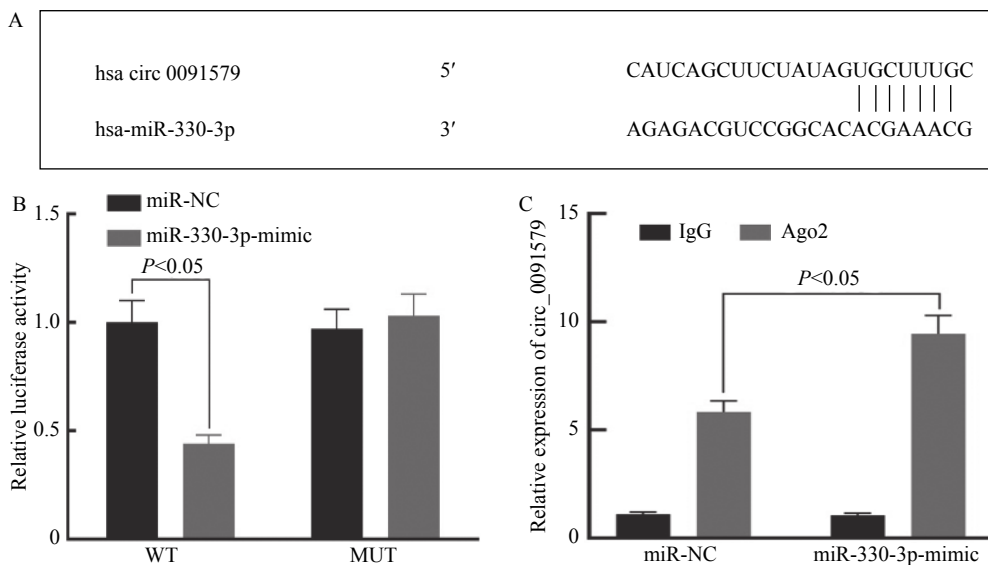 A
hsa circ 0091579 5′ CAUCAGCUUCUAUAGUGCUUUGC
hsa-miR-330-3p 3′ AGAGACGUCCGGCACACGAAACG
B
miR-NC
miR-330-3p-mimic
Relative luciferase activity
1.5
1.0
0.5
0
P<0.05
WT MUT
C
IgG Ago2
Relative expression of circ_0091579
15
10
5
0
P<0.05
miR-NC miR-330-3p-mimic